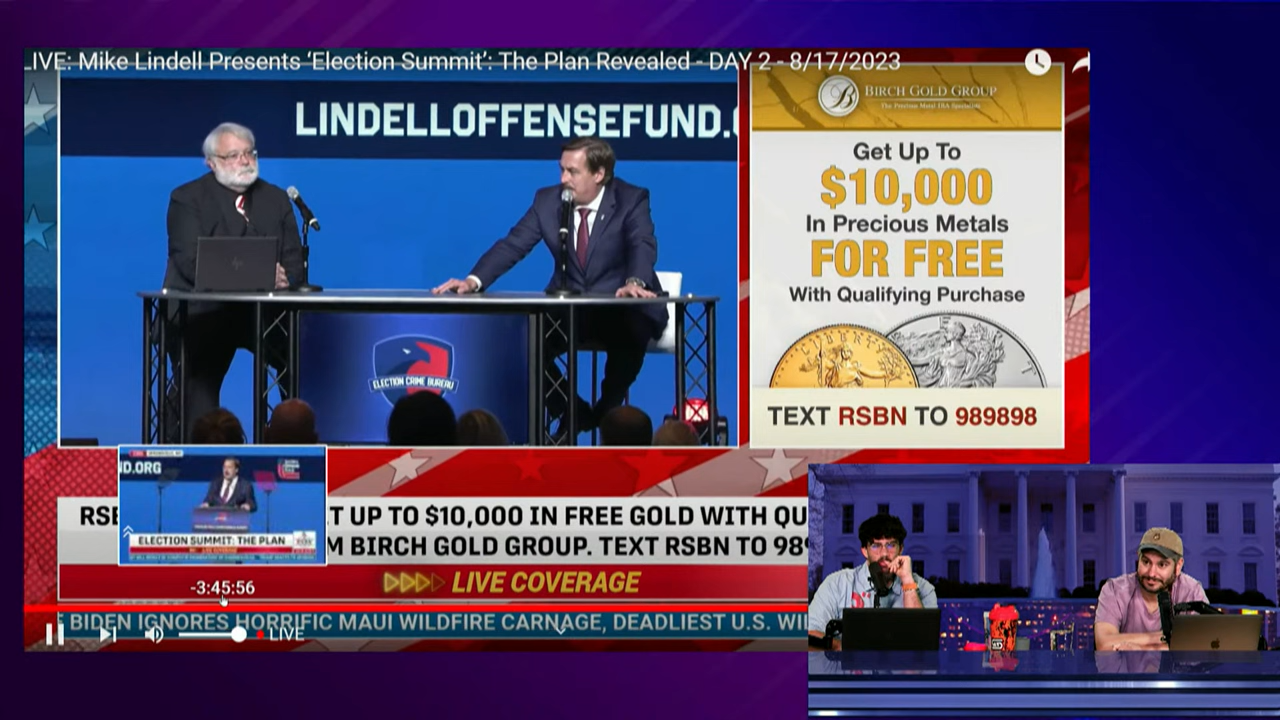 LIVE: Mike Lindell Presents ‘Election Summit’: The Plan Revealed - DAY 2 - 8/17/2023
LINDELLOFFENSEFUND.
BIRCH GOLD GROUP
The Precious Metal IRA Specialists
Get Up To
$10,000
In Precious Metals
FOR FREE
With Qualifying Purchase
LIBERTY
TEXT RSBN TO 989898
ELECTION CRIME BUREAU
ND.ORG
ELECTION SUMMIT: THE PLAN
RSB
T UP TO $10,000 IN FREE GOLD WITH QU
M BIRCH GOLD GROUP. TEXT RSBN TO 989
-3:45:56
LIVE COVERAGE
BIDEN IGNORES HORRIFIC MAUI WILDFIRE CARNAGE, DEADLIEST U.S. WIL
LIVE